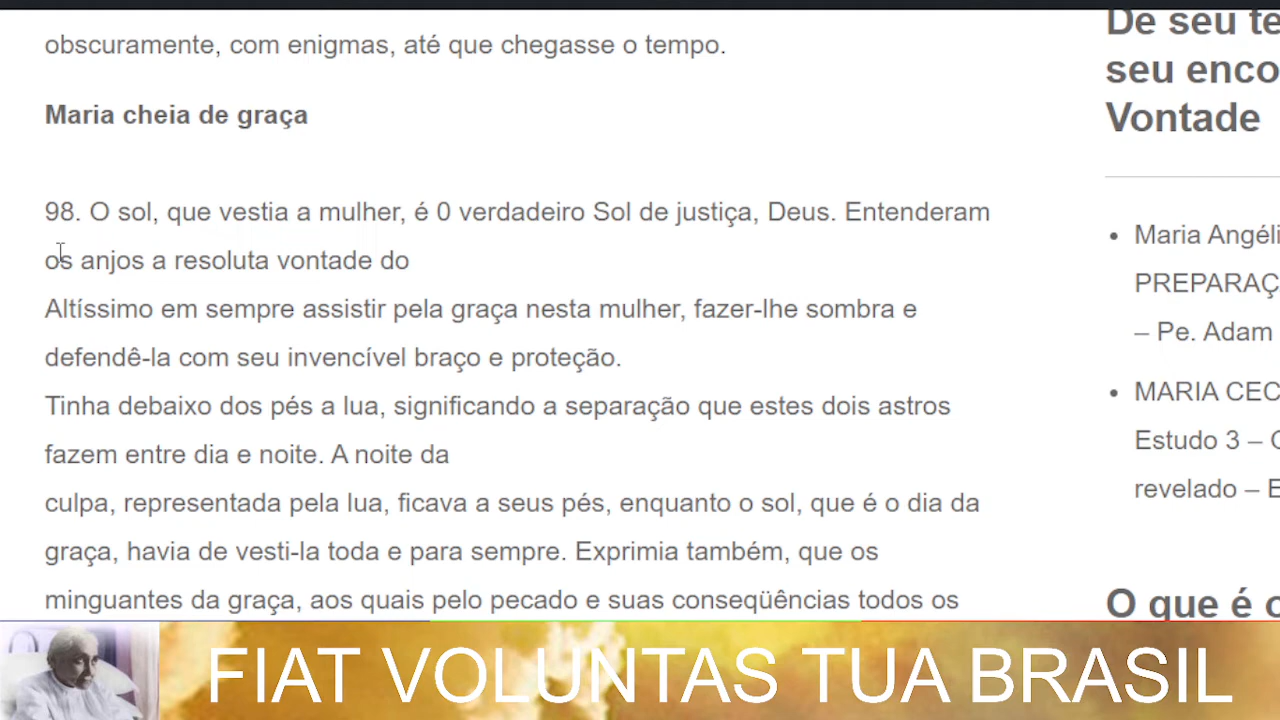 obscuramente, com enigmas, até que chegasse o tempo.
Maria cheia de graça
98. O sol, que vestia a mulher, é 0 verdadeiro Sol de justiça, Deus. Entenderam
os anjos a resoluta vontade do
Altíssimo em sempre assistir pela graça nesta mulher, fazer-lhe sombra e
defendê-la com seu invencível braço e proteção.
Tinha debaixo dos pés a lua, significando a separação que estes dois astros
fazem entre dia e noite. A noite da
culpa, representada pela lua, ficava a seus pés, enquanto o sol, que é o dia da
graça, havia de vesti-la toda e para sempre. Exprimia também, que os
minguantes da graça, aos quais pelo pecado e suas conseqüências todos os
De seu te
seu enco
Vontade
• Maria Angéli
PREPARAÇ
– Pe. Adam
• MARIA CEC
Estudo 3 – C
revelado – E
O que é o
FIAT VOLUNTAS TUA BRASIL